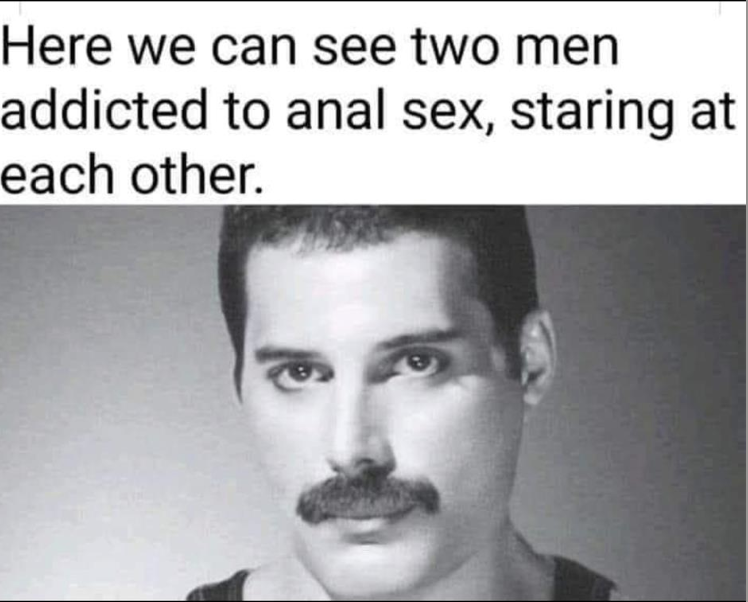 Here we can see two men
addicted to anal sex, staring at
each other.